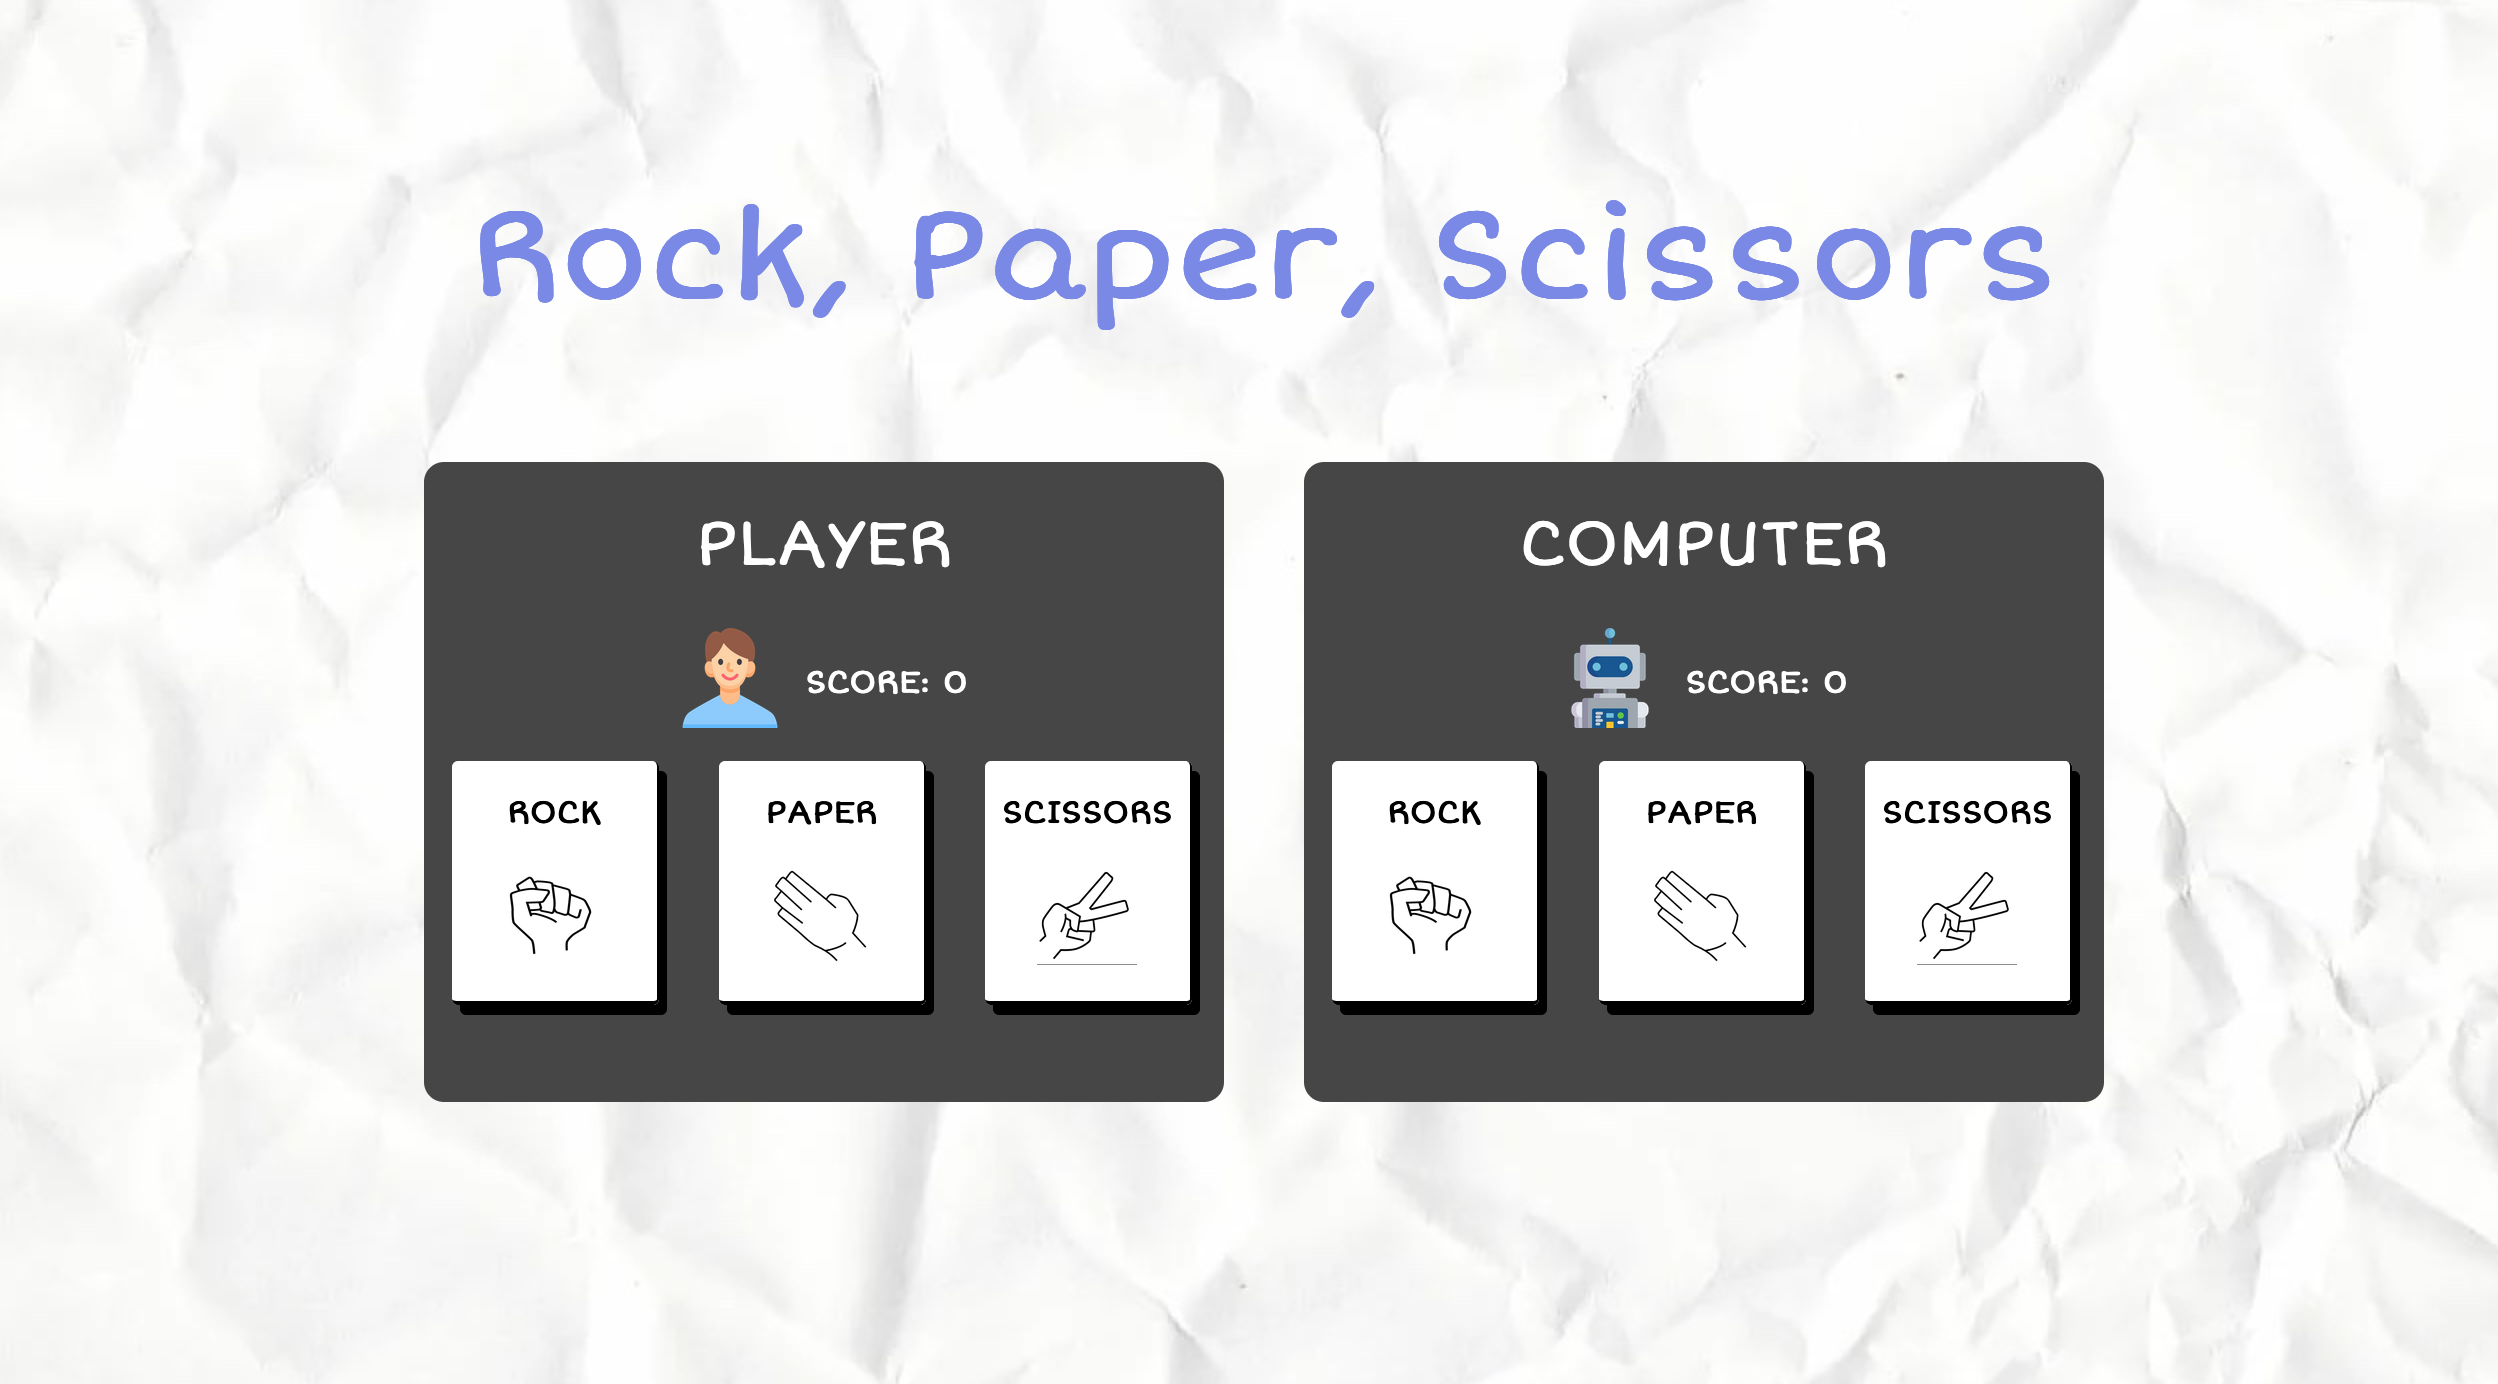 Rock, Paper, Scissors
PLAYER
SCORE: 0
ROCK
PAPER
SCISSORS
COMPUTER
SCORE: 0
ROCK
PAPER
SCISSORS